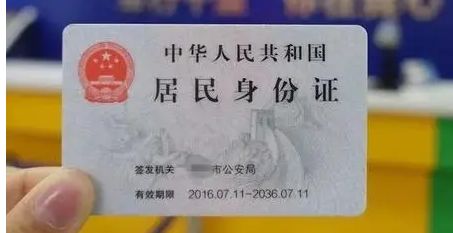 中华人民共和国
居民身份证
签发机关 市公安局
有效期限 2016.07.11-2036.07.11